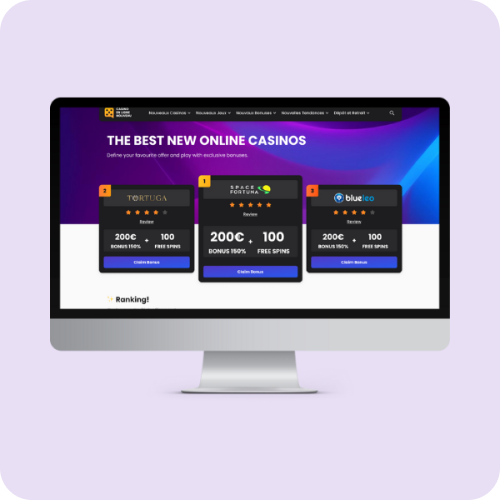 CASINO
EN LIGNE
NOUVEAU
Nouveaux Casinos
Nouveaux Jeux
Nouveau Bonuses
Nouvelles Tendances
Dépôt et Retrait
THE BEST NEW ONLINE CASINOS
Define your favourite offer and play with exclusive bonuses.
2
TORTUGA
Review
200€ + 100
BONUS 150% FREE SPINS
Claim Bonus
1
SPACE
FORTUNA
Review
200€ + 100
BONUS 150% FREE SPINS
Claim Bonus
3
blueleo
Review
200€ + 100
BONUS 150% FREE SPINS
Claim Bonus
Ranking!